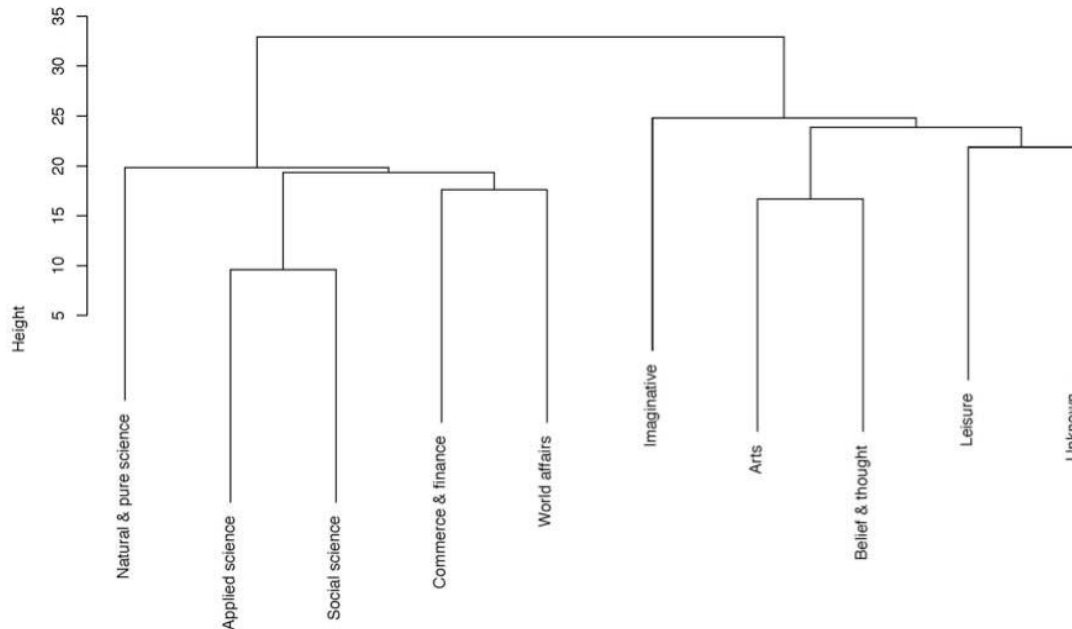 35
30
25
20
15
10
5
Height
Natural & pure science
Applied science
Social science
Commerce & finance
World affairs
Imaginative
Arts
Belief & thought
Leisure
Unknown